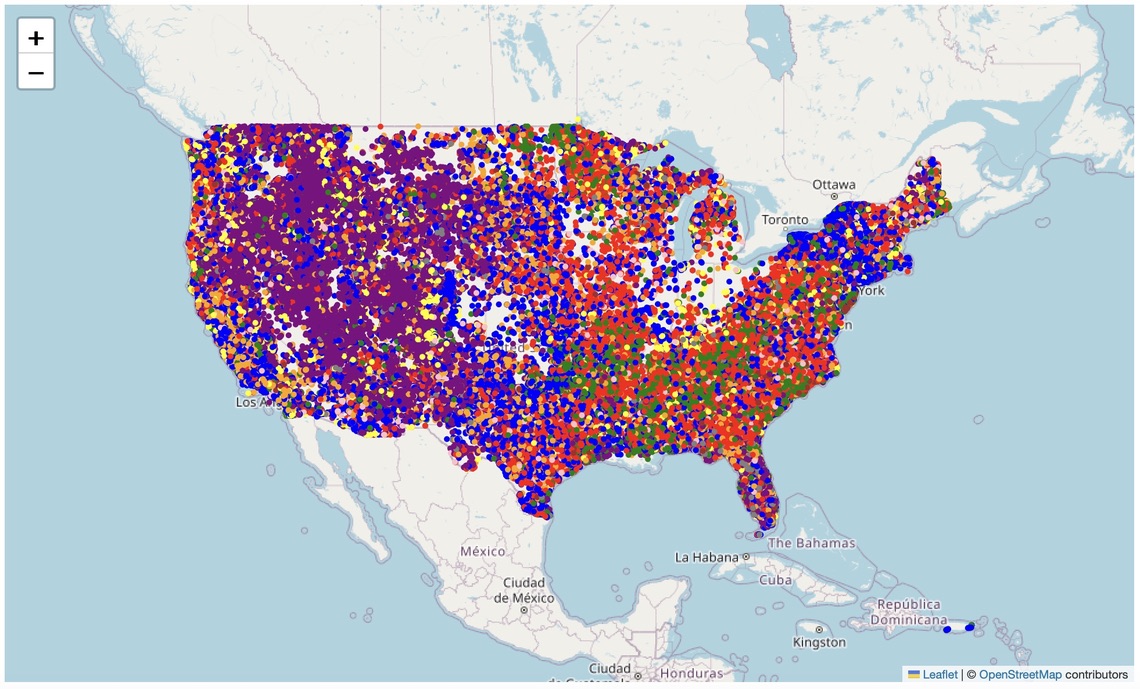 +
−
Ottawa
Toronto
York
n
Los A
México
Ciudad
de México
La Habana
The Bahamas
Cuba
República
Dominicana
Kingston
Ciudad
Honduras
Leaflet | © OpenStreetMap contributors